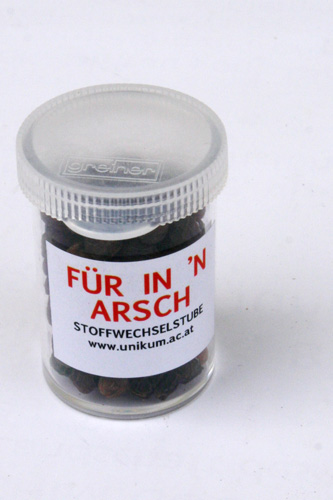 greiner
FÜR IN 'N
ARSCH
STOFFWECHSELSTUBE
www.unikum.ac.at